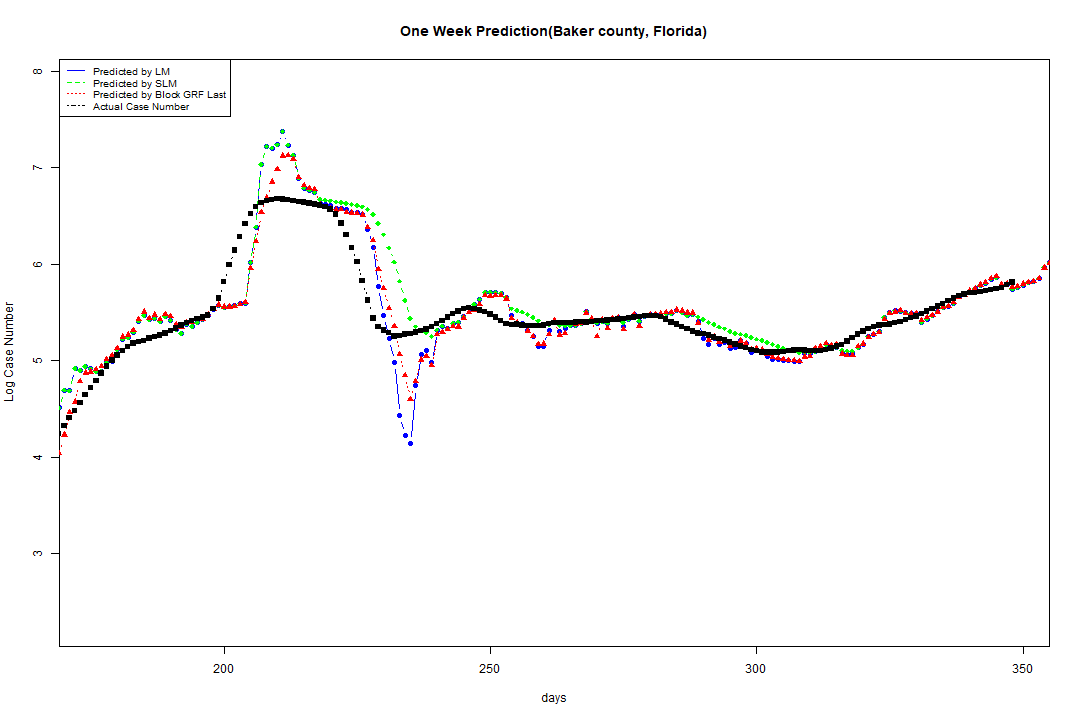 One Week Prediction(Baker county, Florida)
Predicted by LM
Predicted by SLM
Predicted by Block GRF Last
Actual Case Number
8
7
6
5
4
3
Log Case Number
200 250 300 350
days